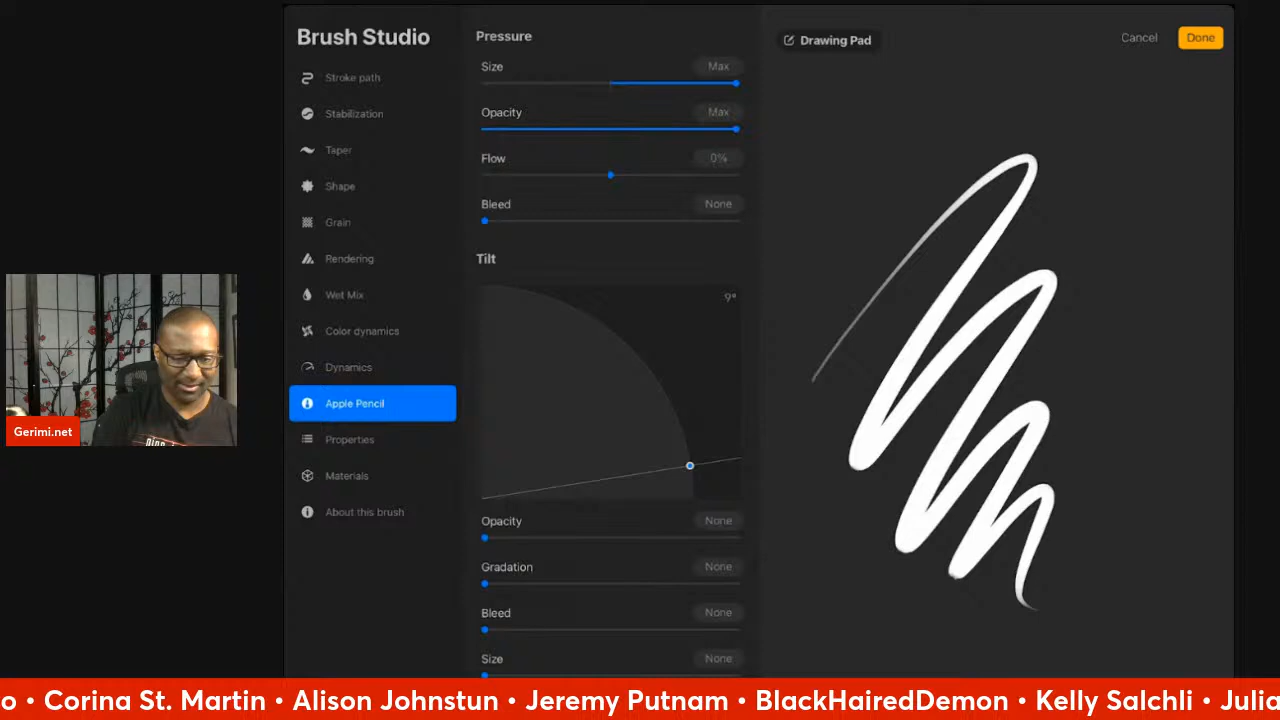 Brush Studio
Stroke path
Stabilization
Taper
Shape
Grain
Rendering
Wet Mix
Color dynamics
Dynamics
Apple Pencil
Properties
Materials
About this brush
Pressure
Size Max
Opacity Max
Flow 0%
Bleed None
Tilt
9°
Opacity None
Gradation None
Bleed None
Size None
Drawing Pad
Cancel
Done
Gerimi.net
o • Corina St. Martin • Alison Johnstun • Jeremy Putnam • BlackHairedDemon • Kelly Salchli • Julia